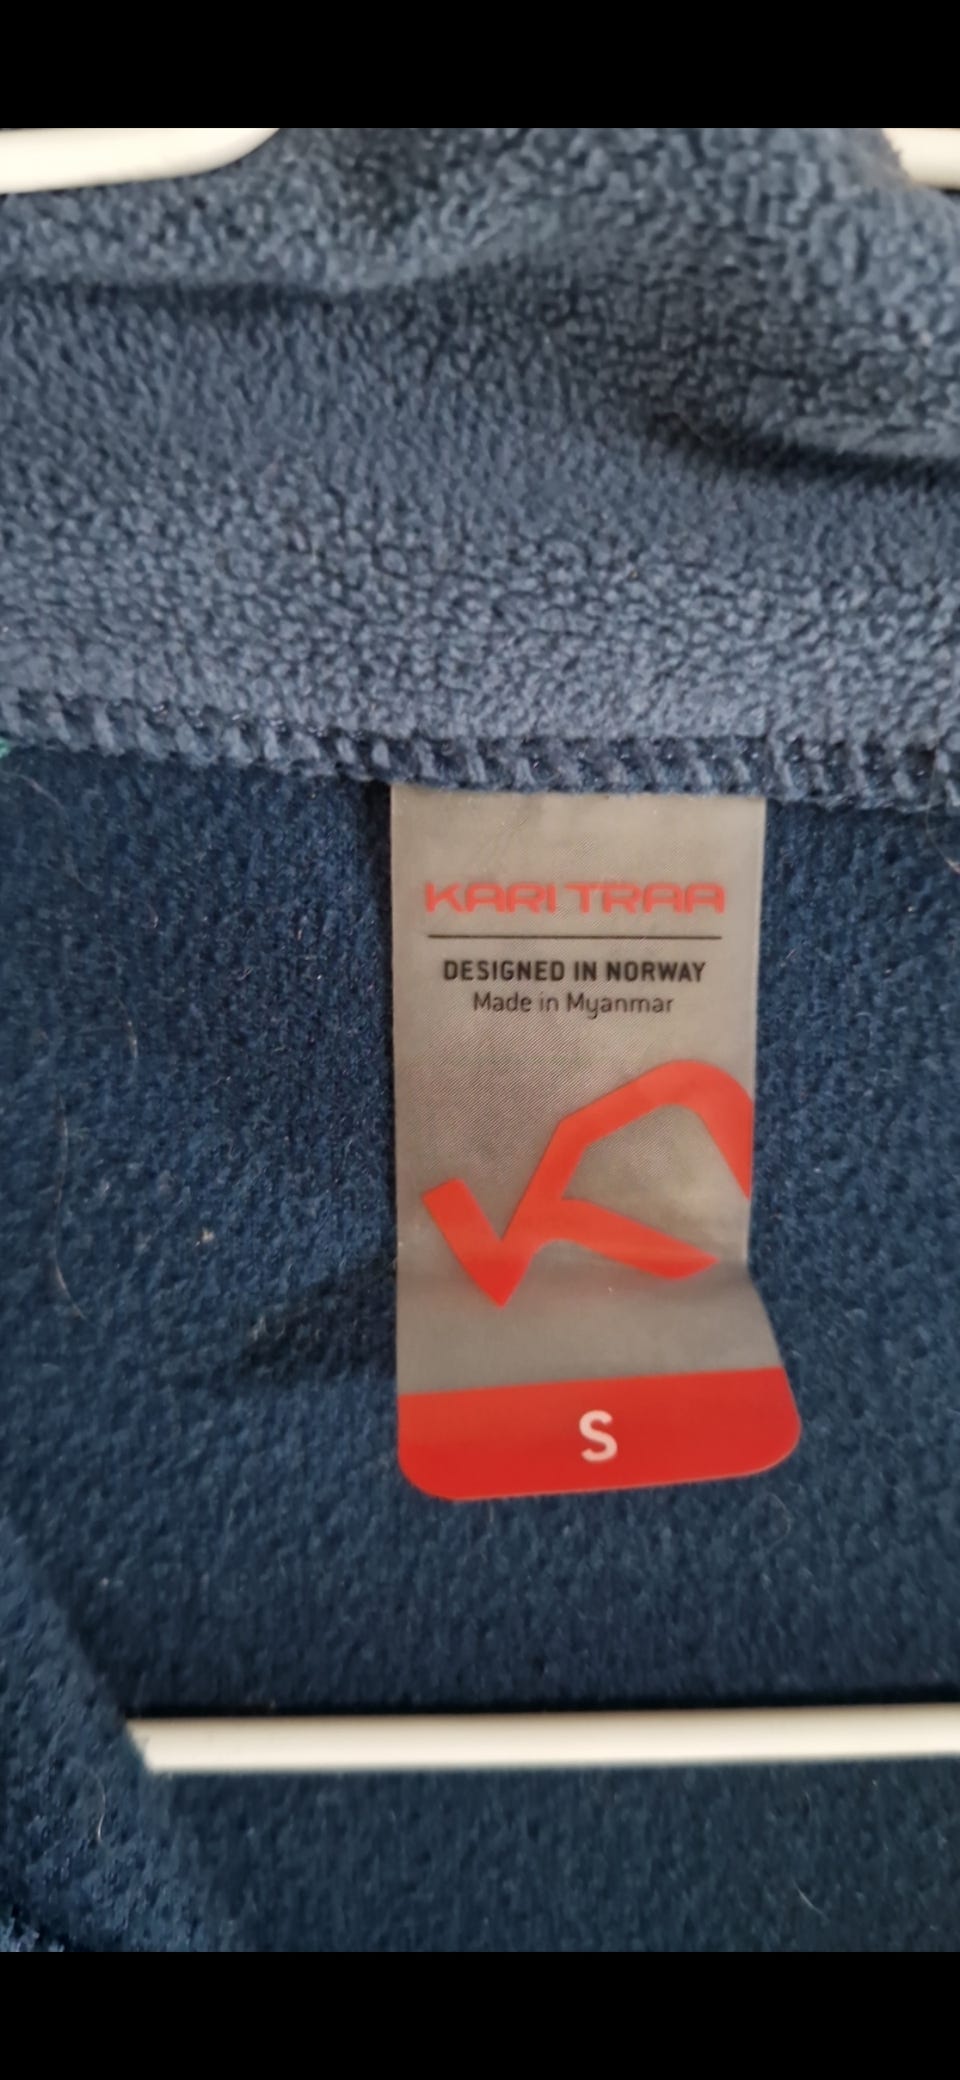 KARI TRAA
DESIGNED IN NORWAY
Made in Myanmar
S